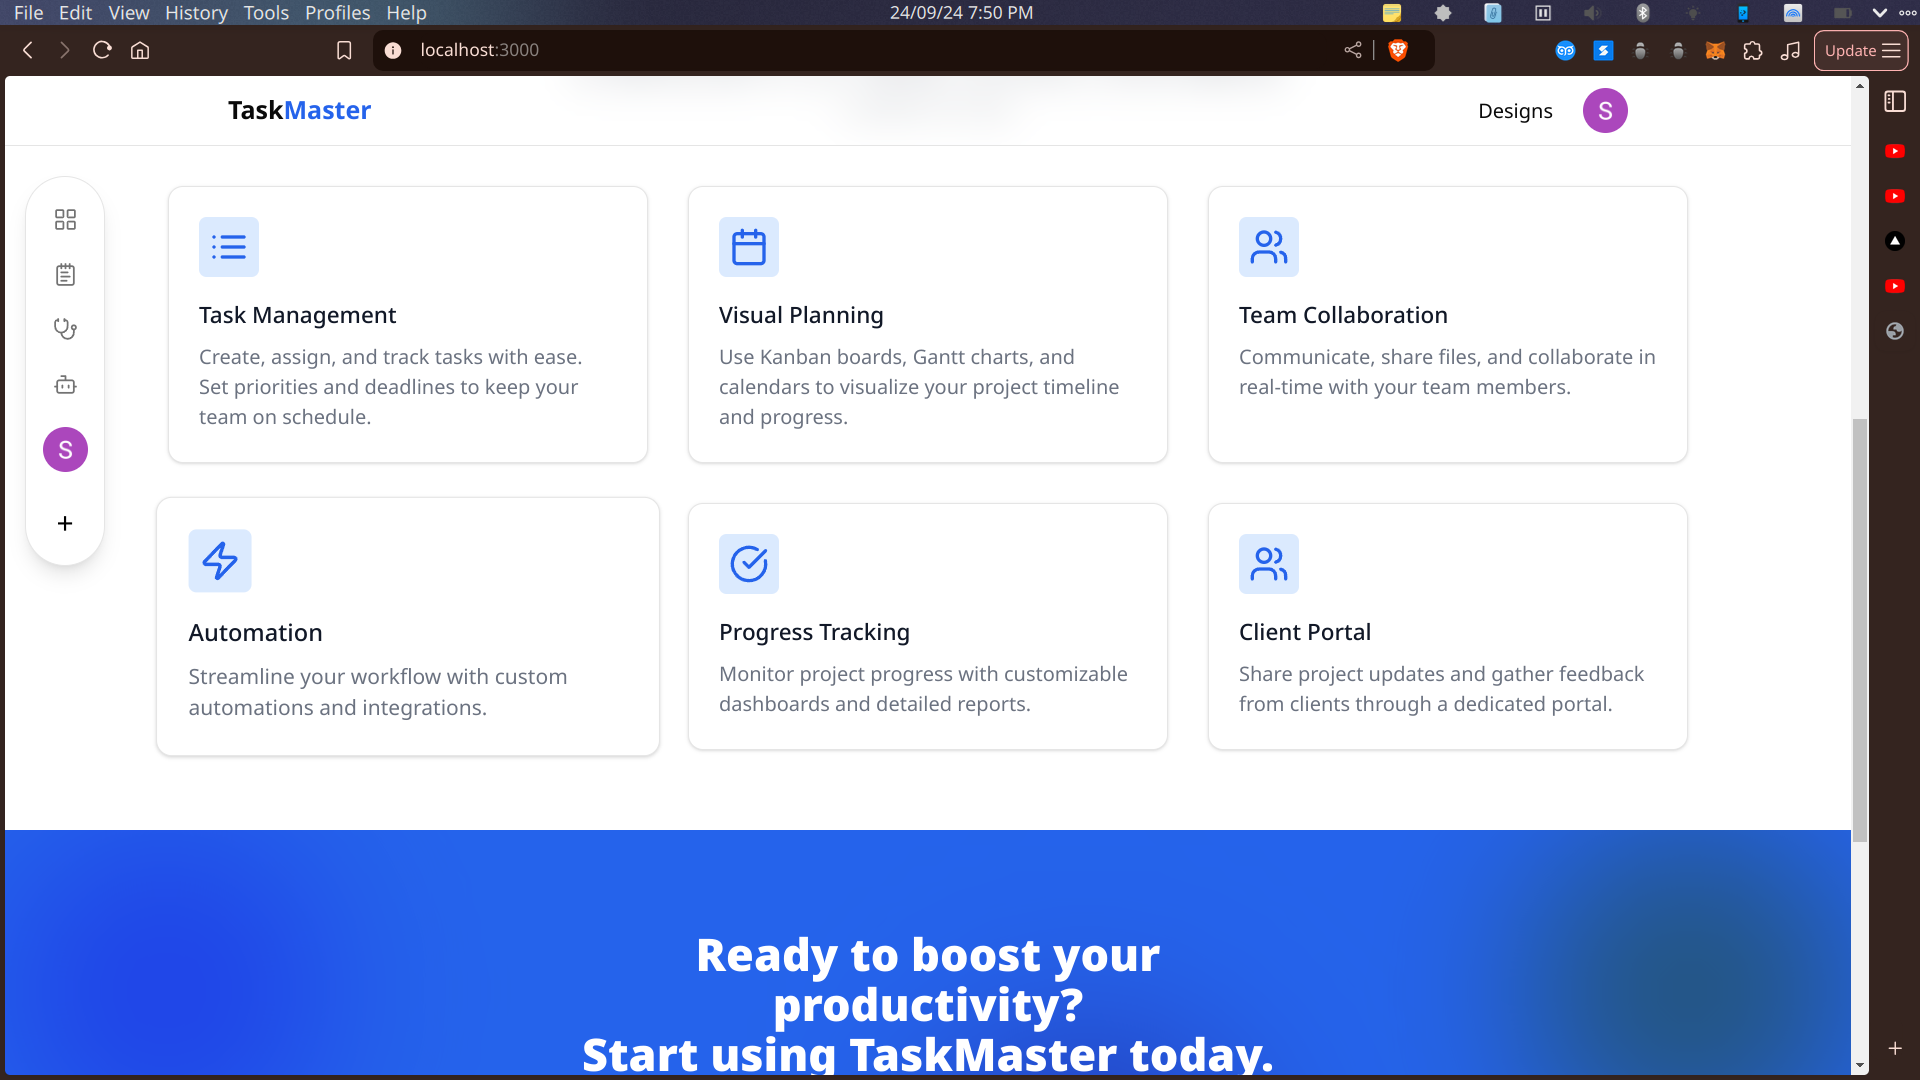 File Edit View History Tools Profiles Help
24/09/24 7:50 PM
localhost:3000
Update
TaskMaster
Designs
S
S
Task Management
Create, assign, and track tasks with ease.
Set priorities and deadlines to keep your
team on schedule.
Visual Planning
Use Kanban boards, Gantt charts, and
calendars to visualize your project timeline
and progress.
Team Collaboration
Communicate, share files, and collaborate in
real-time with your team members.
Automation
Streamline your workflow with custom
automations and integrations.
Progress Tracking
Monitor project progress with customizable
dashboards and detailed reports.
Client Portal
Share project updates and gather feedback
from clients through a dedicated portal.
Ready to boost your
productivity?
Start using TaskMaster today.